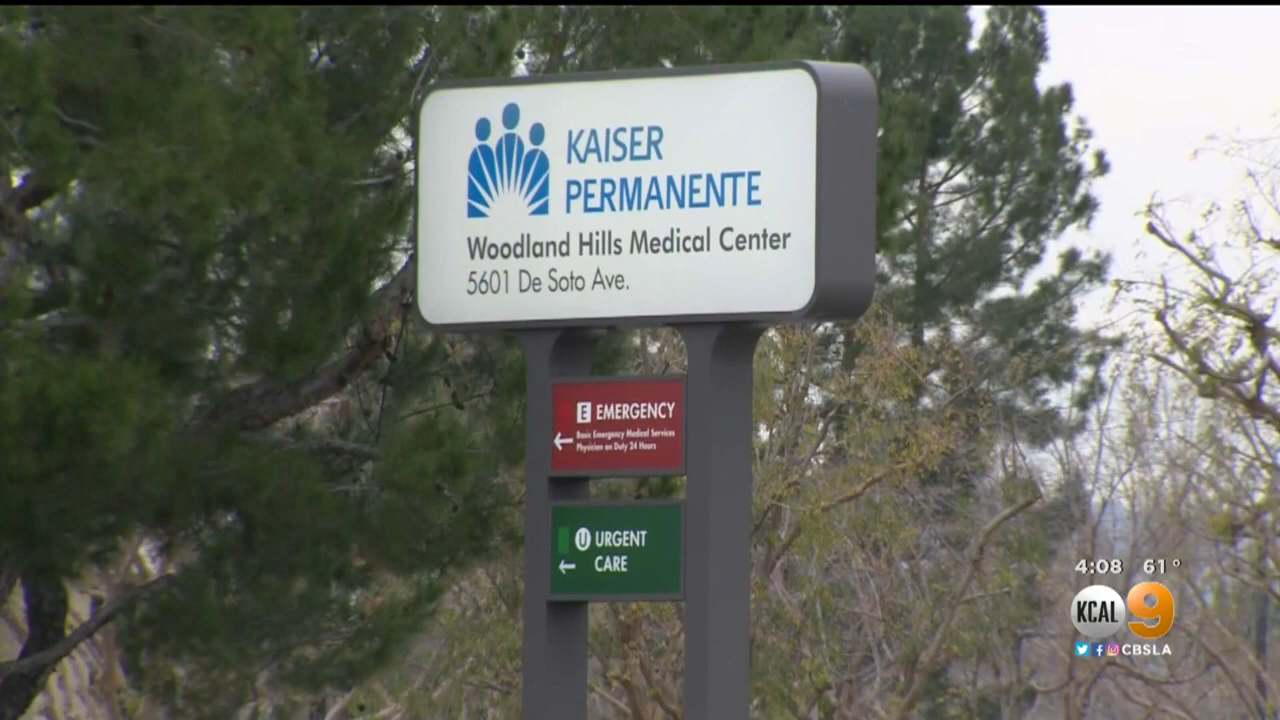 KAISER
PERMANENTE
Woodland Hills Medical Center
5601 De Soto Ave.
E EMERGENCY
Basic Emergency Medical Services
Physician on Duty 24 Hours
U URGENT
CARE
4:08 61°
KCAL 9
CBSLA